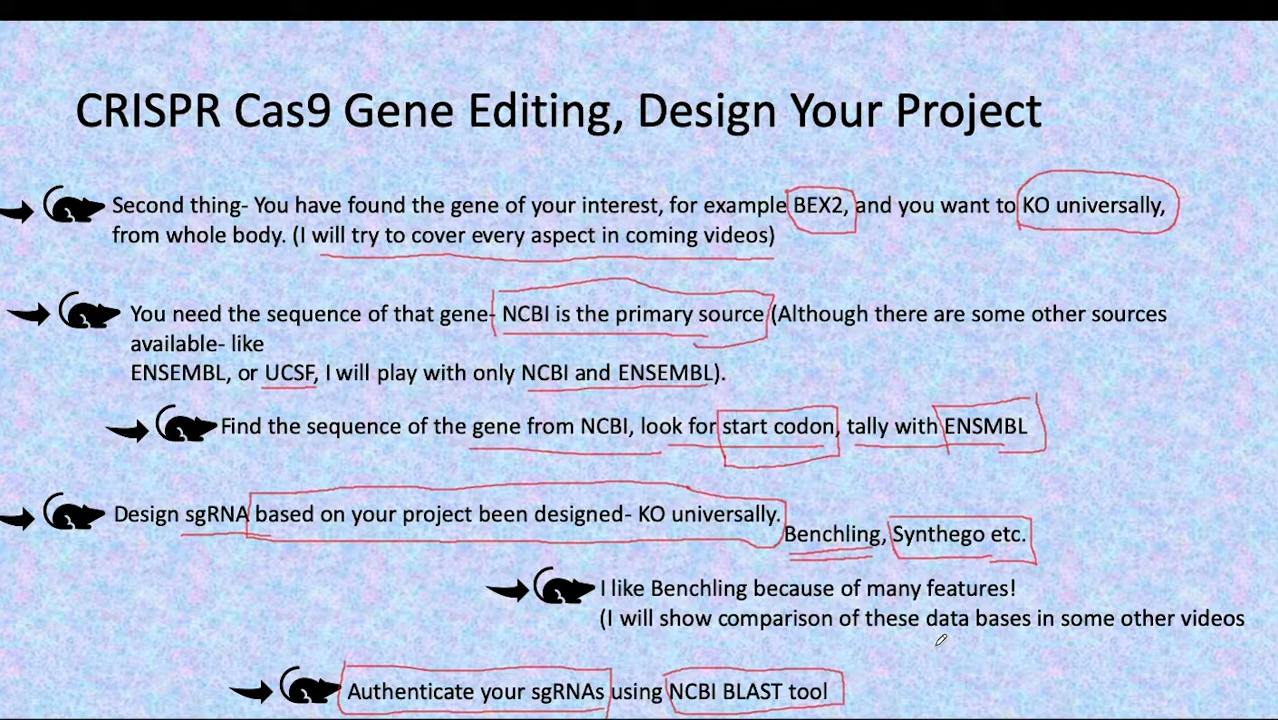 CRISPR Cas9 Gene Editing, Design Your Project
Second thing- You have found the gene of your interest, for example BEX2, and you want to KO universally,
from whole body. (I will try to cover every aspect in coming videos)
You need the sequence of that gene- NCBI is the primary source (Although there are some other sources
available- like
ENSEMBL, or UCSF, I will play with only NCBI and ENSEMBL).
Find the sequence of the gene from NCBI, look for start codon, tally with ENSMBL
Design sgRNA based on your project been designed- KO universally.
Benchling, Synthego etc.
I like Benchling because of many features!
(I will show comparison of these data bases in some other videos
Authenticate your sgRNAs using NCBI BLAST tool